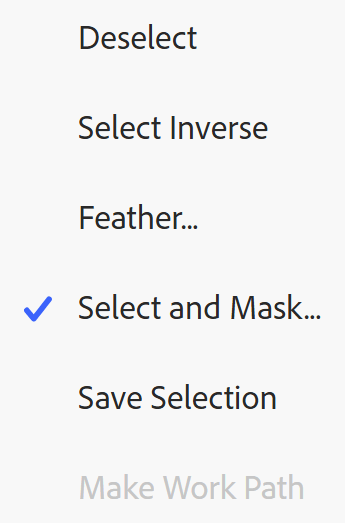 Deselect
Select Inverse
Feather...
Select and Mask...
Save Selection
Make Work Path